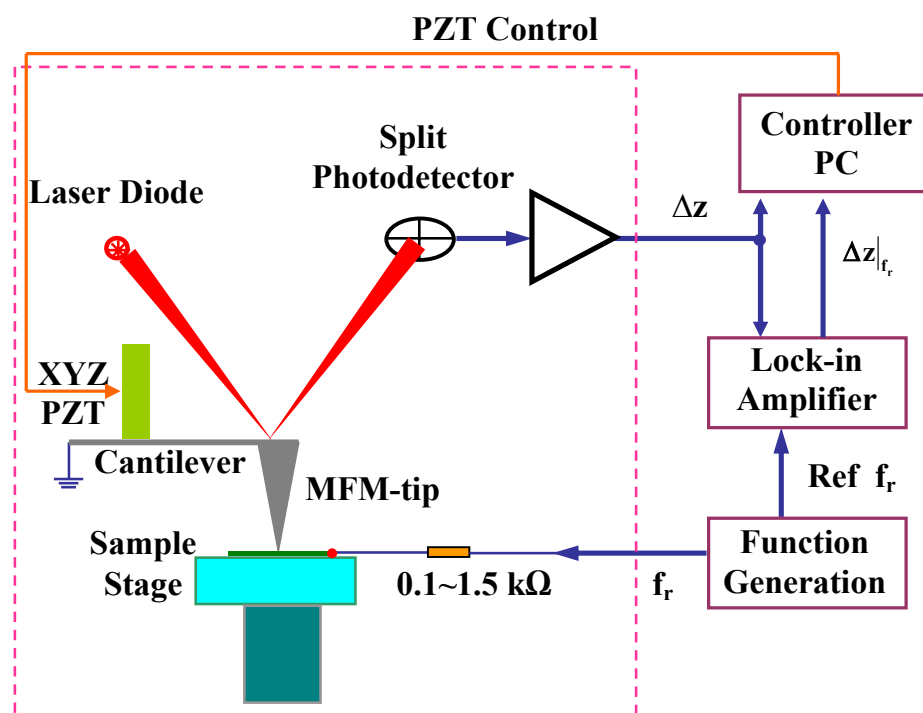 PZT Control
Controller
PC
Split
Photodetector
Laser Diode
Δz
Δz|fᵣ
XYZ
PZT
Lock-in
Amplifier
Cantilever
MFM-tip
Ref fᵣ
Sample
Stage
0.1~1.5 kΩ
fᵣ
Function
Generation